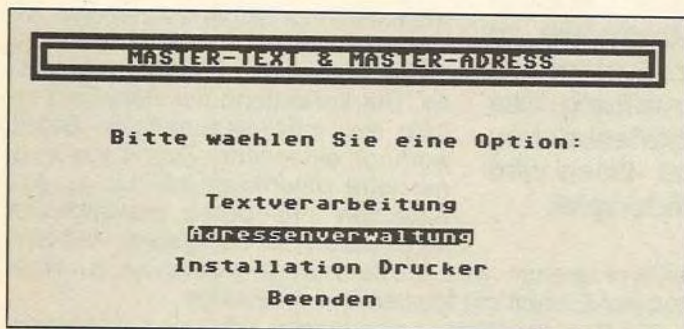 MASTER-TEXT & MASTER-ADRESS
Bitte waehlen Sie eine Option:
Textverarbeitung
Adressenverwaltung
Installation Drucker
Beenden